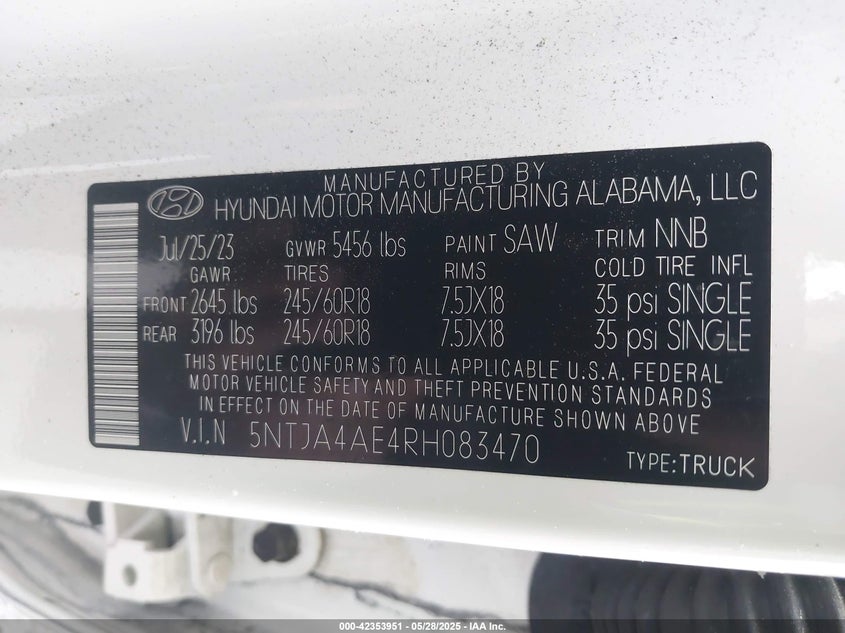 MANUFACTURED BY
HYUNDAI MOTOR MANUFACTURING ALABAMA, LLC
Jul/25/23 GVWR 5456 lbs PAINT SAW TRIM NNB
GAWR TIRES RIMS COLD TIRE INFL
FRONT 2645 lbs 245/60R18 7.5JX18 35 psi SINGLE
REAR 3196 lbs 245/60R18 7.5JX18 35 psi SINGLE
THIS VEHICLE CONFORMS TO ALL APPLICABLE U.S.A. FEDERAL
MOTOR VEHICLE SAFETY AND THEFT PREVENTION STANDARDS
IN EFFECT ON THE DATE OF MANUFACTURE SHOWN ABOVE
V.I.N 5NTJA4AE4RH083470
TYPE:TRUCK
000-42353951 - 05/28/2025 - IAA Inc.